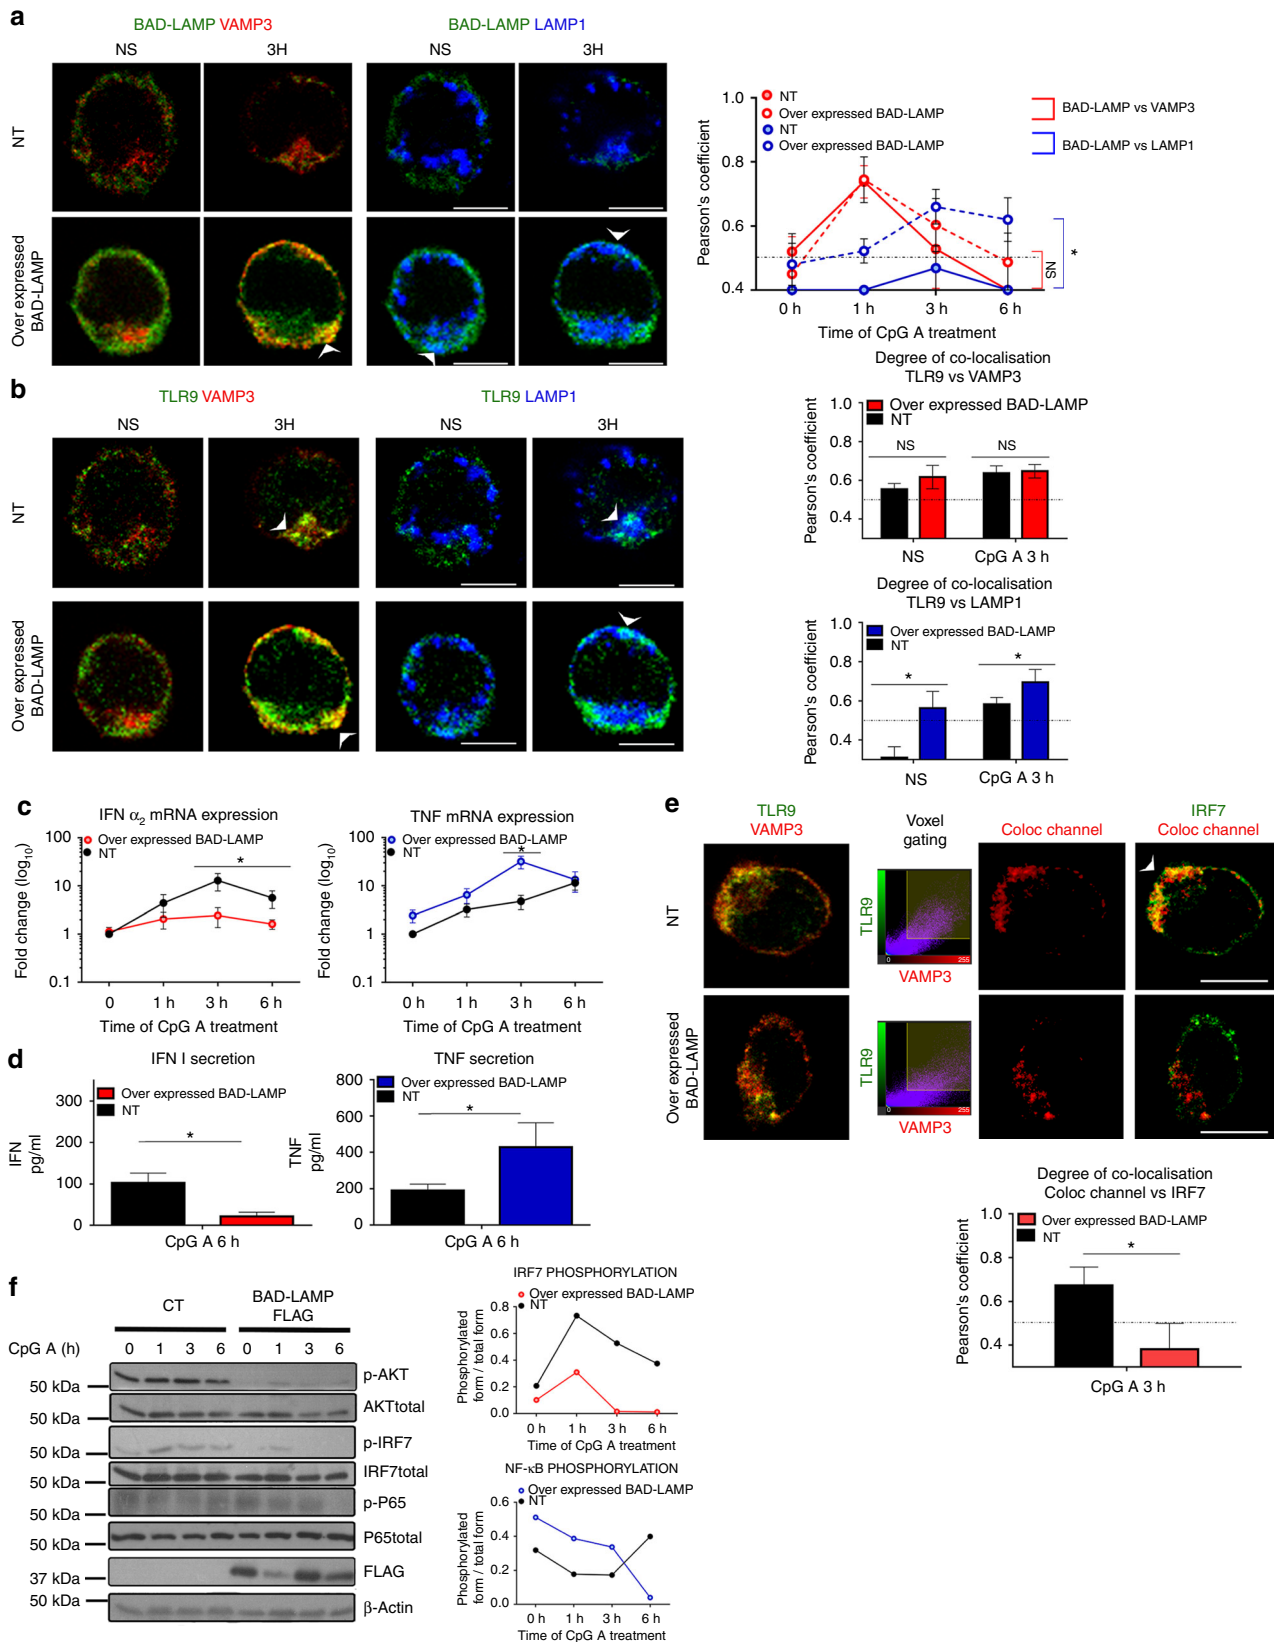 a
BAD-LAMP VAMP3
BAD-LAMP LAMP1
NS
3H
NS
3H
NT
Over expressed
BAD-LAMP
Pearson's coefficient
1.0
0.8
0.6
0.4
NT
Over expressed BAD-LAMP
NT
Over expressed BAD-LAMP
BAD-LAMP vs VAMP3
BAD-LAMP vs LAMP1
NS
*
0 h
1 h
3 h
6 h
Time of CpG A treatment
b
TLR9 VAMP3
TLR9 LAMP1
NS
3H
NS
3H
NT
Over expressed
BAD-LAMP
Degree of co-localisation
TLR9 vs VAMP3
Pearson's coefficient
1.0
0.8
0.6
0.4
Over expressed BAD-LAMP
NT
NS
NS
NS
CpG A 3 h
Degree of co-localisation
TLR9 vs LAMP1
Pearson's coefficient
1.0
0.8
0.6
0.4
Over expressed BAD-LAMP
NT
*
*
NS
CpG A 3 h
c
IFN α2 mRNA expression
Fold change (log10)
100
10
1
0.1
Over expressed BAD-LAMP
NT
*
0
1 h
3 h
6 h
Time of CpG A treatment
TNF mRNA expression
Fold change (log10)
100
10
1
0.1
Over expressed BAD-LAMP
NT
*
0
1 h
3 h
6 h
Time of CpG A treatment
d
IFN I secretion
IFN
pg/ml
300
200
100
0
Over expressed BAD-LAMP
NT
*
CpG A 6 h
TNF secretion
TNF
pg/ml
800
600
400
200
0
Over expressed BAD-LAMP
NT
*
CpG A 6 h
e
TLR9
VAMP3
Voxel
gating
Coloc channel
IRF7
Coloc channel
NT
TLR9
0
255
VAMP3
Over expressed
BAD-LAMP
TLR9
0
255
VAMP3
Degree of co-localisation
Coloc channel vs IRF7
Pearson's coefficient
1.0
0.8
0.6
0.4
Over expressed BAD-LAMP
NT
*
CpG A 3 h
f
CT
BAD-LAMP
FLAG
CpG A (h)
0 1 3 6 0 1 3 6
50 kDa
p-AKT
50 kDa
AKTtotal
50 kDa
p-IRF7
50 kDa
IRF7total
50 kDa
p-P65
50 kDa
P65total
37 kDa
FLAG
50 kDa
β-Actin
IRF7 PHOSPHORYLATION
Phosphorylated
form / total form
0.8
0.6
0.4
0.2
0.0
Over expressed BAD-LAMP
NT
0 h
1 h
3 h
6 h
Time of CpG A treatment
NF-κB PHOSPHORYLATION
Phosphorylated
form / total form
0.6
0.4
0.2
0.0
Over expressed BAD-LAMP
NT
0 h
1 h
3 h
6 h
Time of CpG A treatment